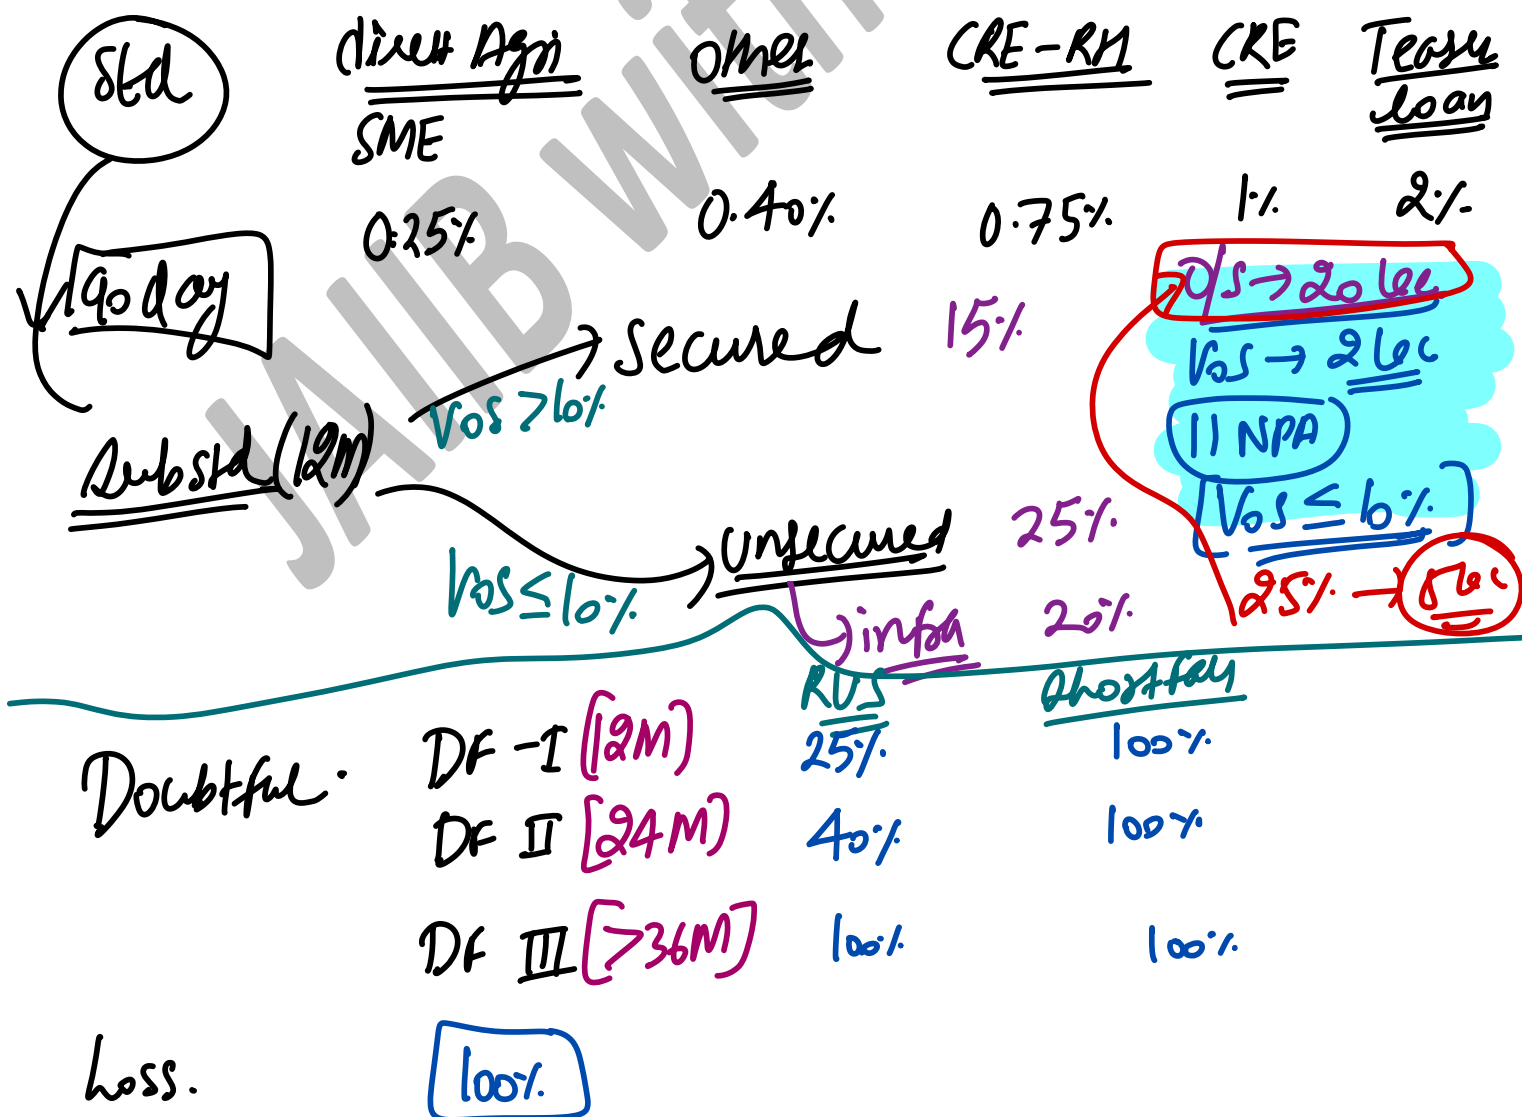 Std direct Agri Other CRE-RH CRE Teaser
SME loan
0.25% 0.40% 0.75% 1% 2%
90 day
O/S → 20 lac
secured 15%
VOS → 2 lac
VOS > 10%
11 NPA
Substd (12M)
VOS ≤ 10%
unsecured 25%
VOS ≤ 10%
25% → 5 lac
infra 20%
RVS Shortfall
Doubtful. DF-I [12M] 25% 100%
DF II [24M] 40% 100%
DF III [>36M] 100% 100%
Loss. 100%
JAIIB with